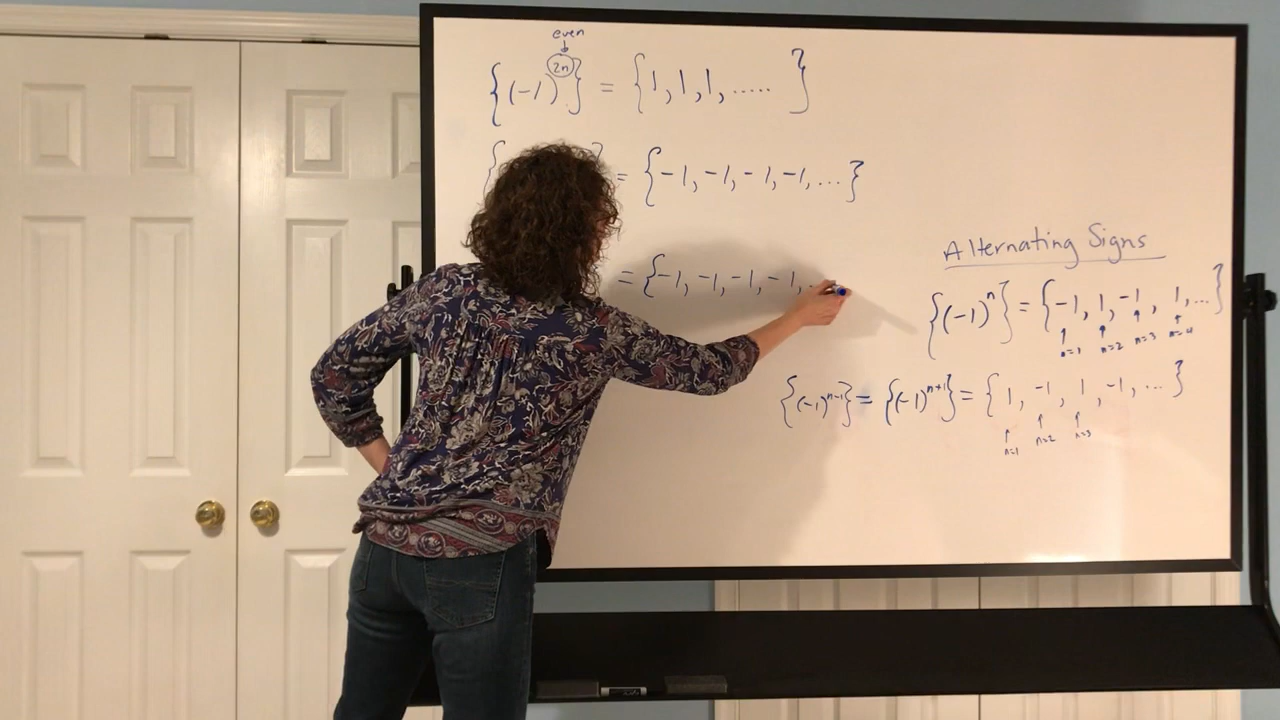 even
{(-1)^2n} = {1, 1, 1, ..... }
= {-1, -1, -1, -1, ... }
= {-1, -1, -1, -1, .
Alternating Signs
{(-1)^n} = {-1, 1, -1, 1, ... }
n=1 n=2 n=3 n=4
{(-1)^n-1} = {(-1)^n+1} = {1, -1, 1, -1, ... }
n=1 n=2 n=3